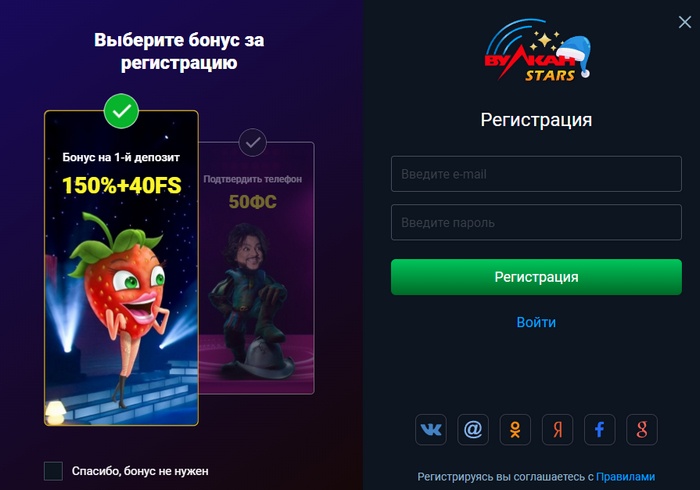 Выберите бонус за
регистрацию
Бонус на 1-й депозит
150%+40FS
Подтвердить телефон
50ФС
Спасибо, бонус не нужен
ВУЛКАН
STARS
Регистрация
Введите e-mail
Введите пароль
Регистрация
Войти
Регистрируясь вы соглашаетесь с Правилами